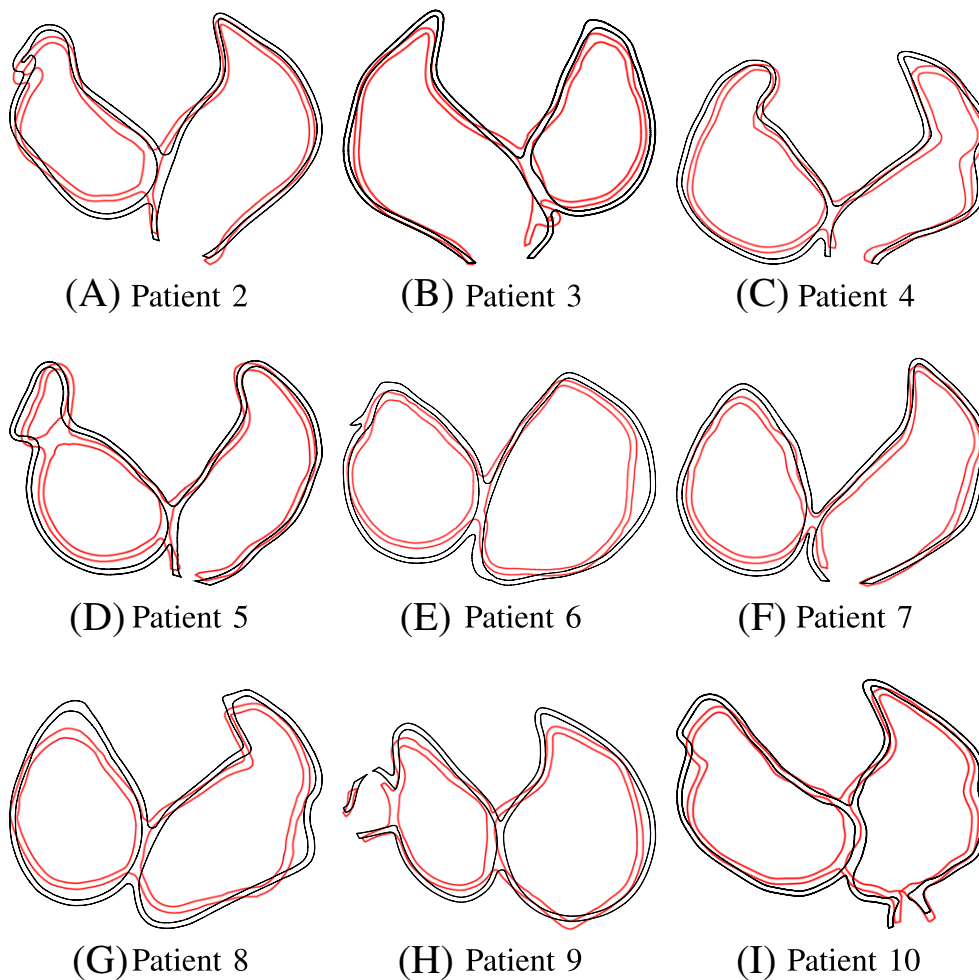 (A) Patient 2
(B) Patient 3
(C) Patient 4
(D) Patient 5
(E) Patient 6
(F) Patient 7
(G) Patient 8
(H) Patient 9
(I) Patient 10